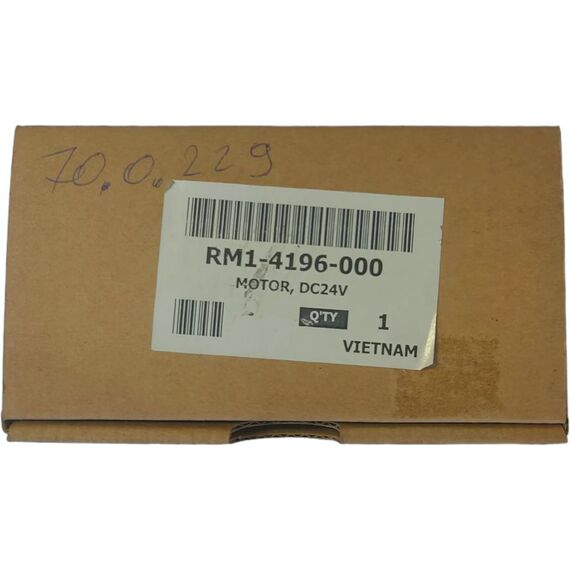 70.0.229
RM1-4196-000
MOTOR, DC24V
Q'TY 1
VIETNAM